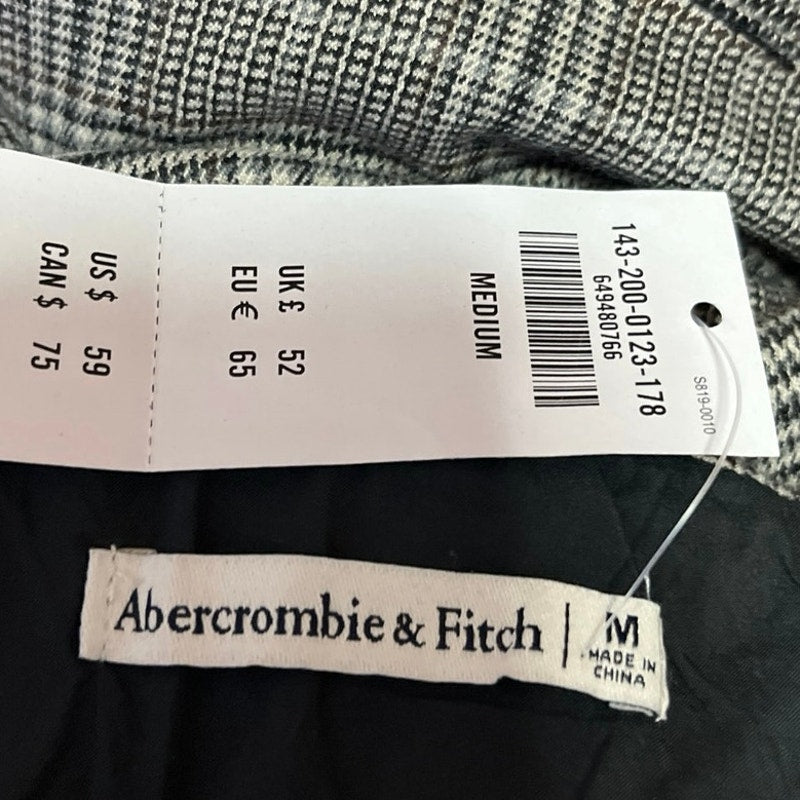 143-200-0123-178
649480766
S819-0010
MEDIUM
UK £ 52
EU € 65
US $ 59
CAN $ 75
Abercrombie & Fitch | M
MADE IN
CHINA